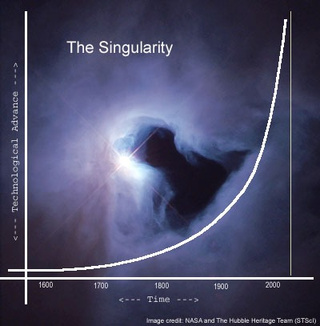 The Singularity
<--- Technological Advance --->
1600 1700 1800 1900 2000
<--- Time --->
Image credit: NASA and The Hubble Heritage Team (STScI)